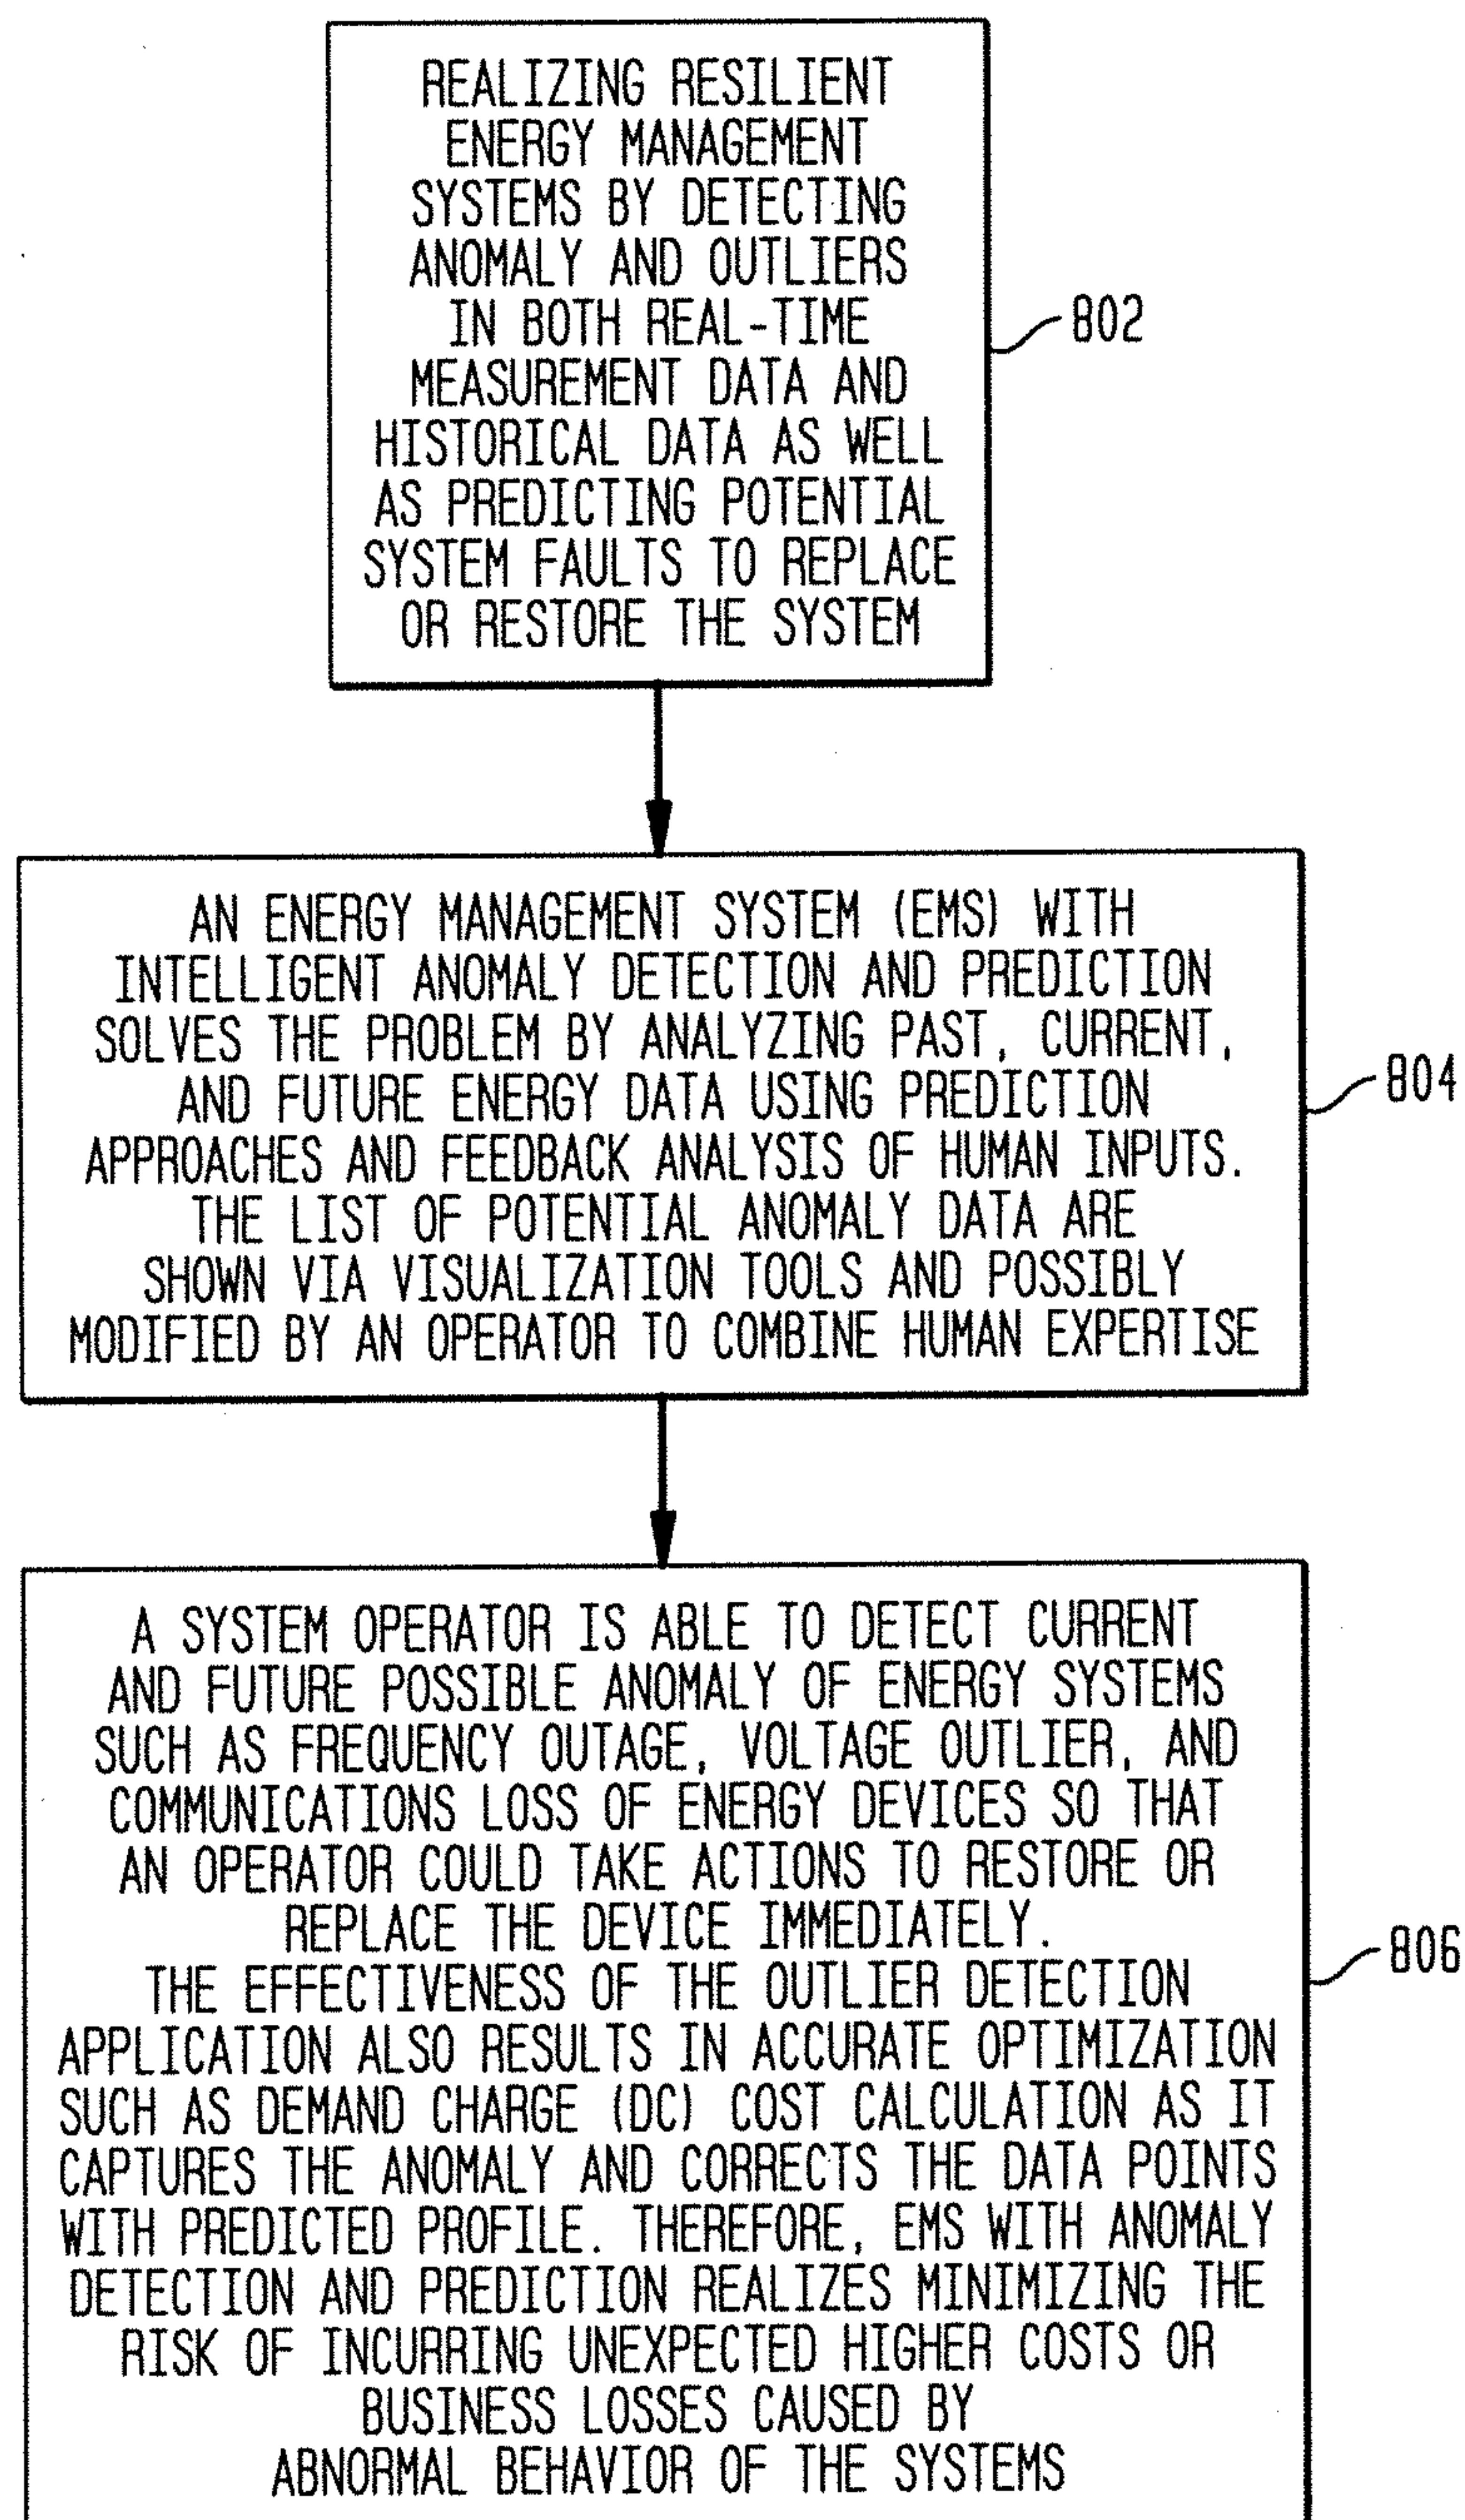 REALIZING RESILIENT
ENERGY MANAGEMENT
SYSTEMS BY DETECTING
ANOMALY AND OUTLIERS
IN BOTH REAL-TIME
MEASUREMENT DATA AND
HISTORICAL DATA AS WELL
AS PREDICTING POTENTIAL
SYSTEM FAULTS TO REPLACE
OR RESTORE THE SYSTEM
802
AN ENERGY MANAGEMENT SYSTEM (EMS) WITH
INTELLIGENT ANOMALY DETECTION AND PREDICTION
SOLVES THE PROBLEM BY ANALYZING PAST, CURRENT,
AND FUTURE ENERGY DATA USING PREDICTION
APPROACHES AND FEEDBACK ANALYSIS OF HUMAN INPUTS.
THE LIST OF POTENTIAL ANOMALY DATA ARE
SHOWN VIA VISUALIZATION TOOLS AND POSSIBLY
MODIFIED BY AN OPERATOR TO COMBINE HUMAN EXPERTISE
804
A SYSTEM OPERATOR IS ABLE TO DETECT CURRENT
AND FUTURE POSSIBLE ANOMALY OF ENERGY SYSTEMS
SUCH AS FREQUENCY OUTAGE, VOLTAGE OUTLIER, AND
COMMUNICATIONS LOSS OF ENERGY DEVICES SO THAT
AN OPERATOR COULD TAKE ACTIONS TO RESTORE OR
REPLACE THE DEVICE IMMEDIATELY.
THE EFFECTIVENESS OF THE OUTLIER DETECTION
APPLICATION ALSO RESULTS IN ACCURATE OPTIMIZATION
SUCH AS DEMAND CHARGE (DC) COST CALCULATION AS IT
CAPTURES THE ANOMALY AND CORRECTS THE DATA POINTS
WITH PREDICTED PROFILE. THEREFORE, EMS WITH ANOMALY
DETECTION AND PREDICTION REALIZES MINIMIZING THE
RISK OF INCURRING UNEXPECTED HIGHER COSTS OR
BUSINESS LOSSES CAUSED BY
ABNORMAL BEHAVIOR OF THE SYSTEMS
806